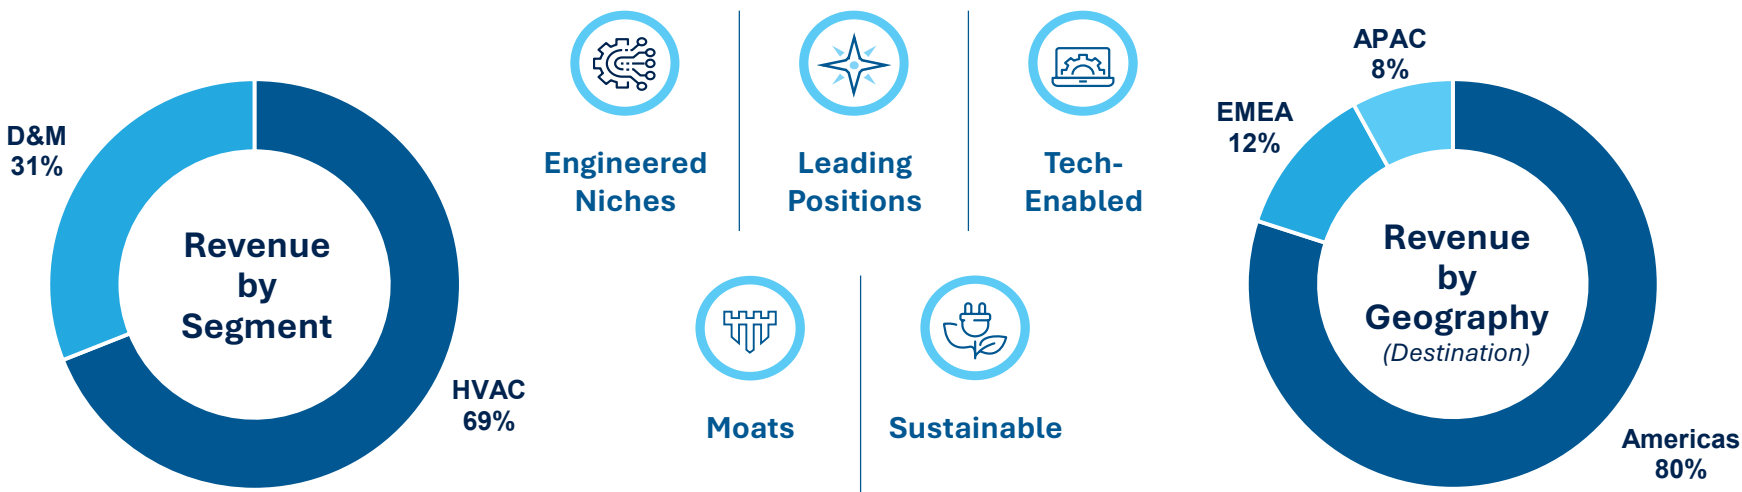 D&M
31%
Revenue
by
Segment
HVAC
69%
Engineered
Niches
Leading
Positions
Tech-
Enabled
Moats
Sustainable
APAC
8%
EMEA
12%
Revenue
by
Geography
(Destination)
Americas
80%